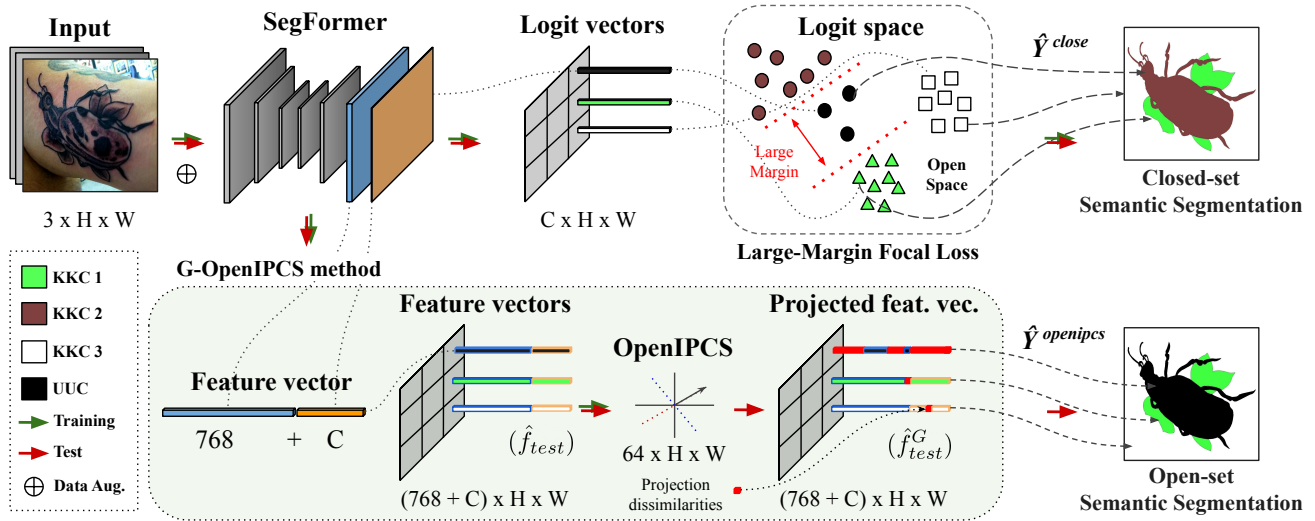 Input
SegFormer
Logit vectors
Logit space
Ŷ close
3 x H x W
C x H x W
Large
Margin
Open
Space
Large-Margin Focal Loss
Closed-set
Semantic Segmentation
KKC 1
KKC 2
KKC 3
UUC
Training
Test
Data Aug.
G-OpenIPCS method
Feature vector
768 + C
Feature vectors
(f̂test)
(768 + C) x H x W
OpenIPCS
64 x H x W
Projection
dissimilarities
Projected feat. vec.
(f̂Gtest)
(768 + C) x H x W
Ŷ openipcs
Open-set
Semantic Segmentation